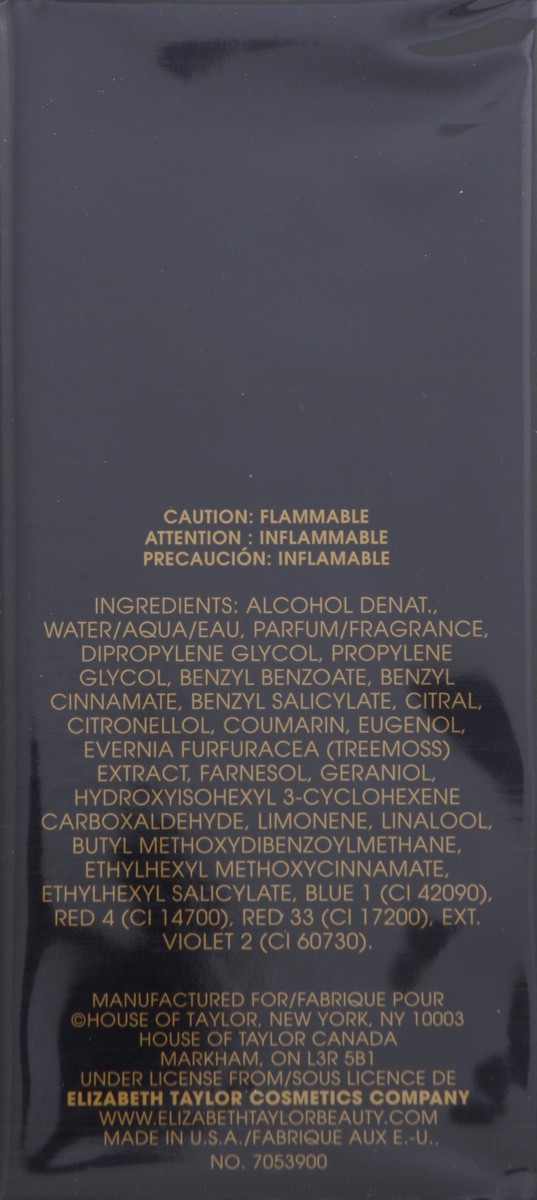 CAUTION: FLAMMABLE
ATTENTION : INFLAMMABLE
PRECAUCIÓN: INFLAMABLE
INGREDIENTS: ALCOHOL DENAT.,
WATER/AQUA/EAU, PARFUM/FRAGRANCE,
DIPROPYLENE GLYCOL, PROPYLENE
GLYCOL, BENZYL BENZOATE, BENZYL
CINNAMATE, BENZYL SALICYLATE, CITRAL,
CITRONELLOL, COUMARIN, EUGENOL,
EVERNIA FURFURACEA (TREEMOSS)
EXTRACT, FARNESOL, GERANIOL,
HYDROXYISOHEXYL 3-CYCLOHEXENE
CARBOXALDEHYDE, LIMONENE, LINALOOL,
BUTYL METHOXYDIBENZOYLMETHANE,
ETHYLHEXYL METHOXYCINNAMATE,
ETHYLHEXYL SALICYLATE, BLUE 1 (CI 42090),
RED 4 (CI 14700), RED 33 (CI 17200), EXT.
VIOLET 2 (CI 60730).
MANUFACTURED FOR/FABRIQUE POUR
©HOUSE OF TAYLOR, NEW YORK, NY 10003
HOUSE OF TAYLOR CANADA
MARKHAM, ON L3R 5B1
UNDER LICENSE FROM/SOUS LICENCE DE
ELIZABETH TAYLOR COSMETICS COMPANY
WWW.ELIZABETHTAYLORBEAUTY.COM
MADE IN U.S.A./FABRIQUE AUX E.-U..
NO. 7053900